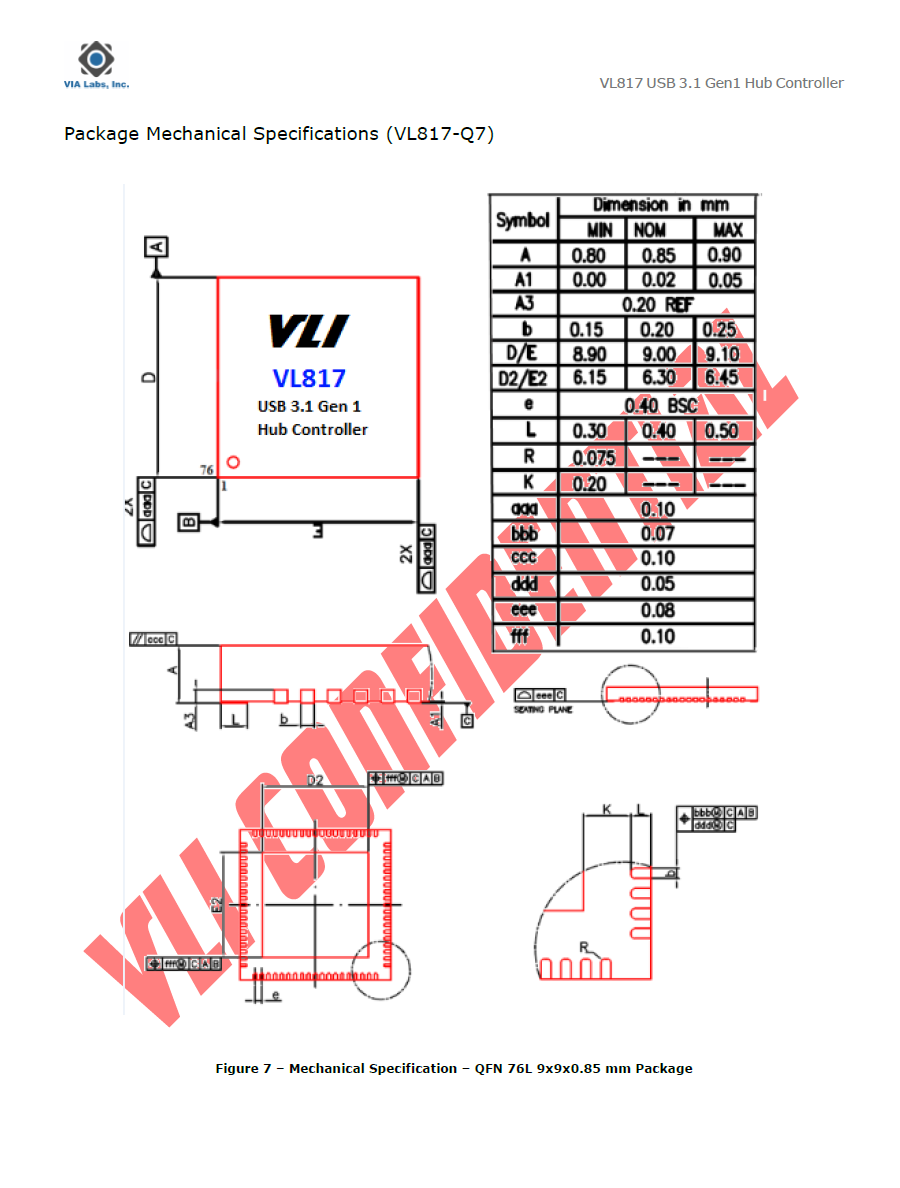 VIA Labs, Inc.
VL817 USB 3.1 Gen1 Hub Controller
Package Mechanical Specifications (VL817-Q7)
A
D
VLI
VL817
USB 3.1 Gen 1
Hub Controller
76
1
2X
aaa C
B
E
2X
aaa C
Symbol Dimension in mm
MIN NOM MAX
A 0.80 0.85 0.90
A1 0.00 0.02 0.05
A3 0.20 REF
b 0.15 0.20 0.25
D/E 8.90 9.00 9.10
D2/E2 6.15 6.30 6.45
e 0.40 BSC
L 0.30 0.40 0.50
R 0.075 --- ---
K 0.20 --- ---
aaa 0.10
bbb 0.07
ccc 0.10
ddd 0.05
eee 0.08
fff 0.10
// ccc C
A
A3
L
b
A1
C
eee C
SEATING PLANE
D2
fffⓂ C A B
E2
fffⓂ C A B
e
K
L
bbbⓂ C A B
dddⓂ C
b
R
VLI CONFIDENTIAL
Figure 7 – Mechanical Specification – QFN 76L 9x9x0.85 mm Package